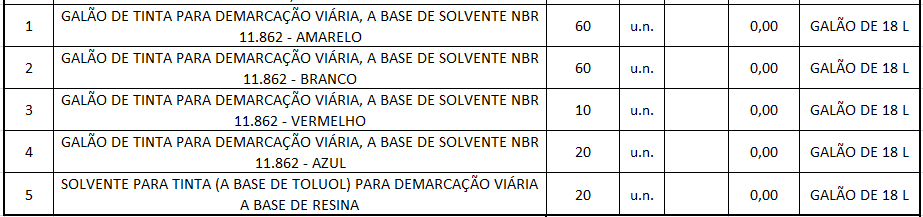 1 GALÃO DE TINTA PARA DEMARCAÇÃO VIÁRIA, A BASE DE SOLVENTE NBR 60 u.n. 0,00 GALÃO DE 18 L
11.862 - AMARELO
2 GALÃO DE TINTA PARA DEMARCAÇÃO VIÁRIA, A BASE DE SOLVENTE NBR 60 u.n. 0,00 GALÃO DE 18 L
11.862 - BRANCO
3 GALÃO DE TINTA PARA DEMARCAÇÃO VIÁRIA, A BASE DE SOLVENTE NBR 10 u.n. 0,00 GALÃO DE 18 L
11.862 - VERMELHO
4 GALÃO DE TINTA PARA DEMARCAÇÃO VIÁRIA, A BASE DE SOLVENTE NBR 20 u.n. 0,00 GALÃO DE 18 L
11.862 - AZUL
5 SOLVENTE PARA TINTA (A BASE DE TOLUOL) PARA DEMARCAÇÃO VIÁRIA 20 u.n. 0,00 GALÃO DE 18 L
A BASE DE RESINA